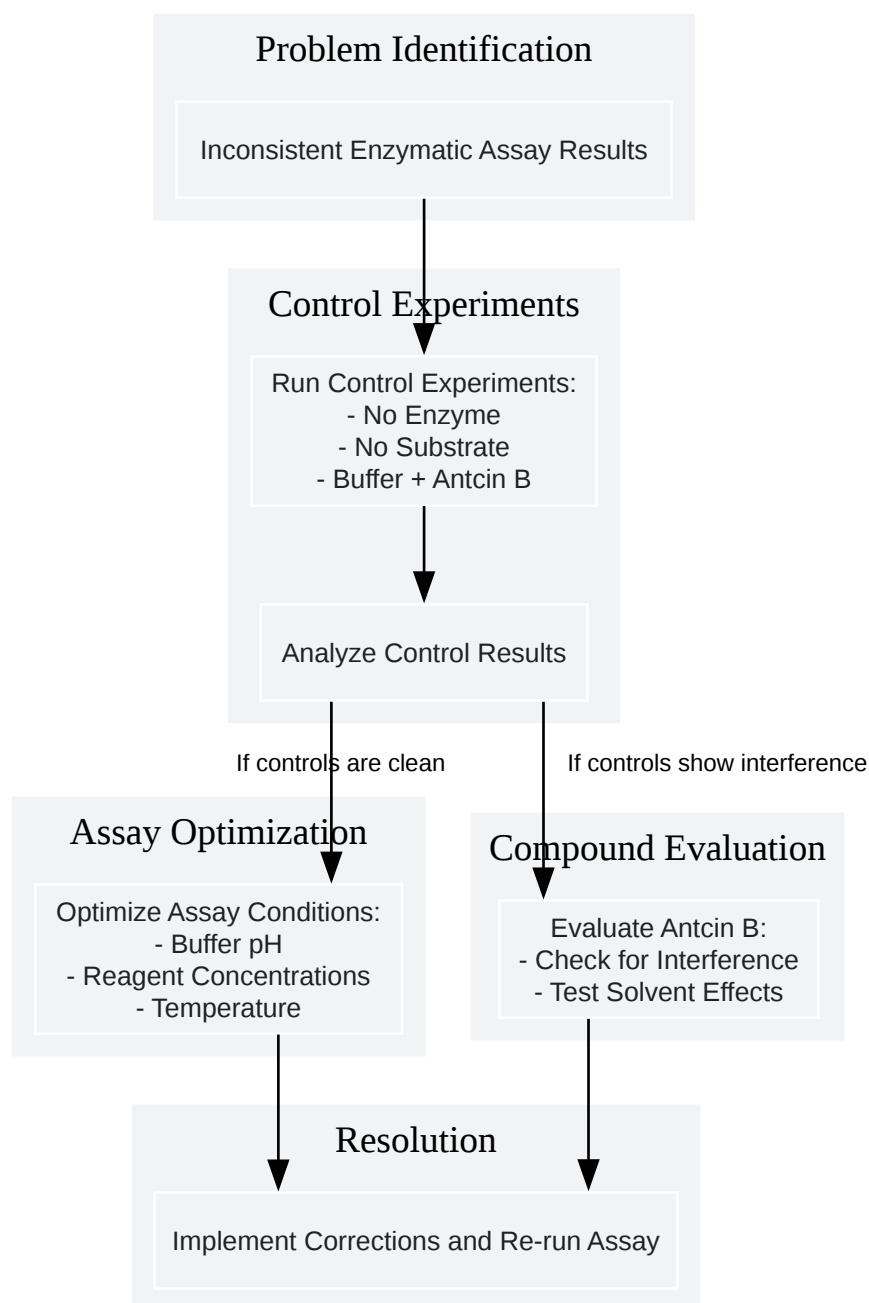 Problem Identification
Inconsistent Enzymatic Assay Results
Control Experiments
Run Control Experiments:
- No Enzyme
- No Substrate
- Buffer + Antcin B
Analyze Control Results
If controls are clean
If controls show interference
Assay Optimization
Optimize Assay Conditions:
- Buffer pH
- Reagent Concentrations
- Temperature
Compound Evaluation
Evaluate Antcin B:
- Check for Interference
- Test Solvent Effects
Resolution
Implement Corrections and Re-run Assay